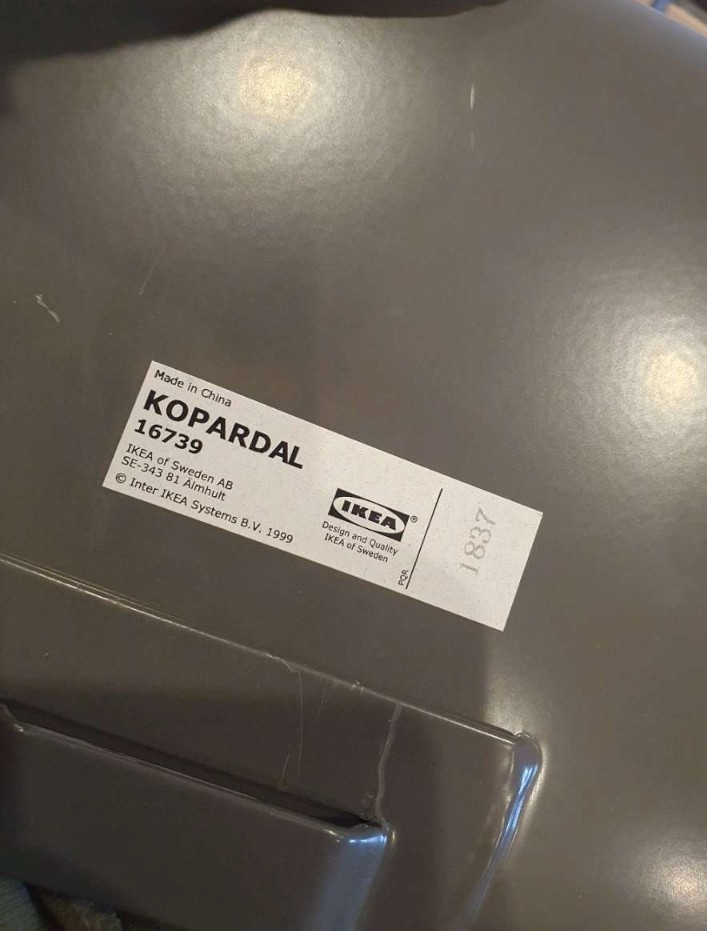 Made in China
KOPARDAL
16739
IKEA of Sweden AB
SE-343 81 Älmhult
© Inter IKEA Systems B.V. 1999
IKEA®
Design and Quality
IKEA of Sweden
PQR
1837